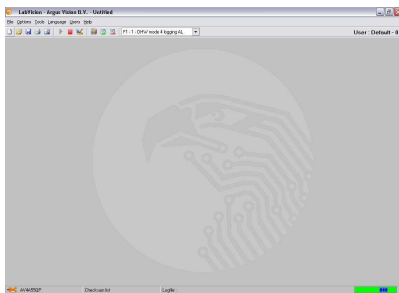 LabVision - Argus Vision B.V. - Untitled
File Options Tools Language Users Help
F1 - 1 - DHW mode 4 logging AL
User : Default - 0
Check can list
Logfile :